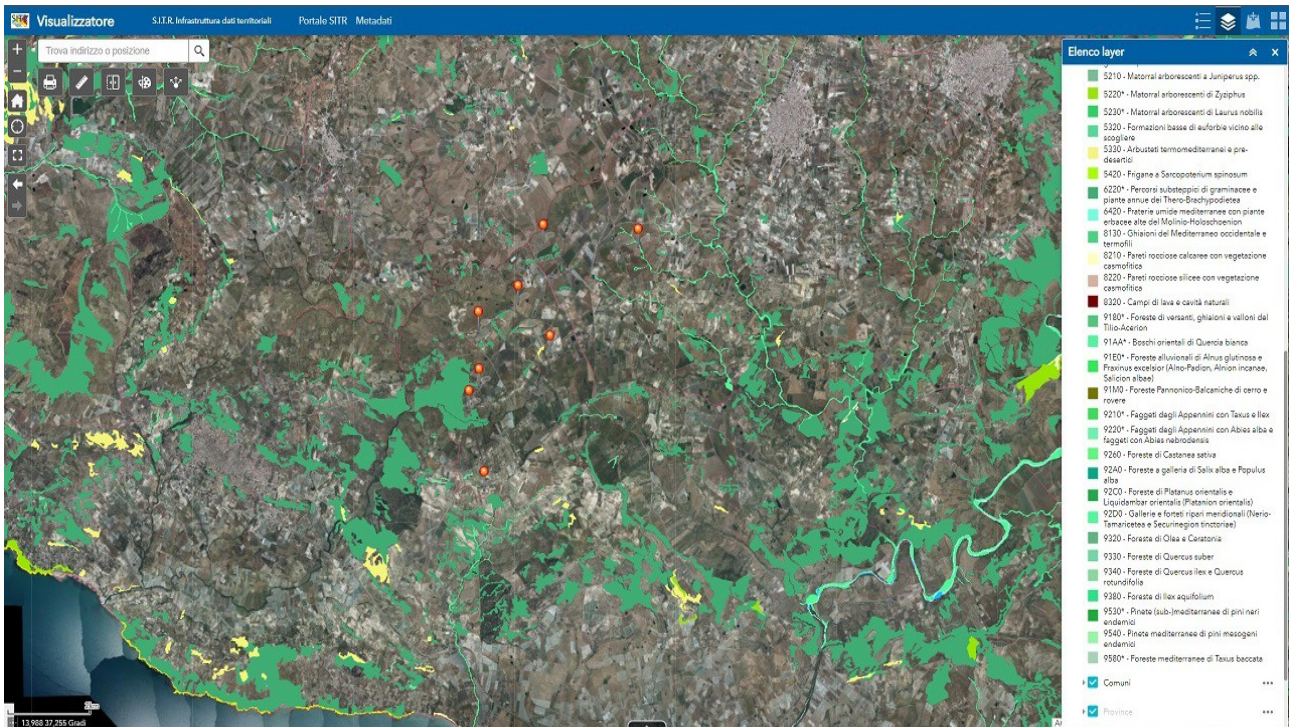 Visualizzatore
S.I.T.R. Infrastruttura dati territoriali
Portale SITR
Metadati
Trova indirizzo o posizione
Elenco layer
5210 - Matorral arborescenti a Juniperus spp.
5220* - Matorral arborescenti di Zyziphus
5230* - Matorral arborescenti di Laurus nobilis
5320 - Formazioni basse di euforbie vicino alle
scogliere
5330 - Arbusteti termomediterranei e pre-
desertici
5420 - Frigane a Sarcopoterium spinosum
6220* - Percorsi substeppici di graminacee e
piante annue dei Thero-Brachypodietea
6420 - Praterie umide mediterranee con piante
erbacee alte del Molinio-Holoschoenion
8130 - Ghiaioni del Mediterraneo occidentale e
termofili
8210 - Pareti rocciose calcaree con vegetazione
casmofitica
8220 - Pareti rocciose silicee con vegetazione
casmofitica
8320 - Campi di lava e cavità naturali
9180* - Foreste di versanti, ghiaioni e valloni del
Tilio-Acerion
91AA* - Boschi orientali di Quercia bianca
91E0* - Foreste alluvionali di Alnus glutinosa e
Fraxinus excelsior (Alno-Padion, Alnion incanae,
Salicion albae)
91M0 - Foreste Pannonico-Balcaniche di cerro e
rovere
9210* - Faggeti degli Appennini con Taxus e Ilex
9220* - Faggeti degli Appennini con Abies alba e
faggeti con Abies nebrodensis
9260 - Foreste di Castanea sativa
92A0 - Foreste a galleria di Salix alba e Populus
alba
92C0 - Foreste di Platanus orientalis e
Liquidambar orientalis (Platanion orientalis)
92D0 - Gallerie e forteti ripari meridionali (Nerio-
Tamaricetea e Securinegion tinctoriae)
9320 - Foreste di Olea e Ceratonia
9330 - Foreste di Quercus suber
9340 - Foreste di Quercus ilex e Quercus
rotundifolia
9380 - Foreste di Ilex aquifolium
9530* - Pinete (sub-)mediterranee di pini neri
endemici
9540 - Pinete mediterranee di pini mesogeni
endemici
9580* - Foreste mediterranee di Taxus baccata
Comuni
Province
2km
13,988 37,255 Gradi